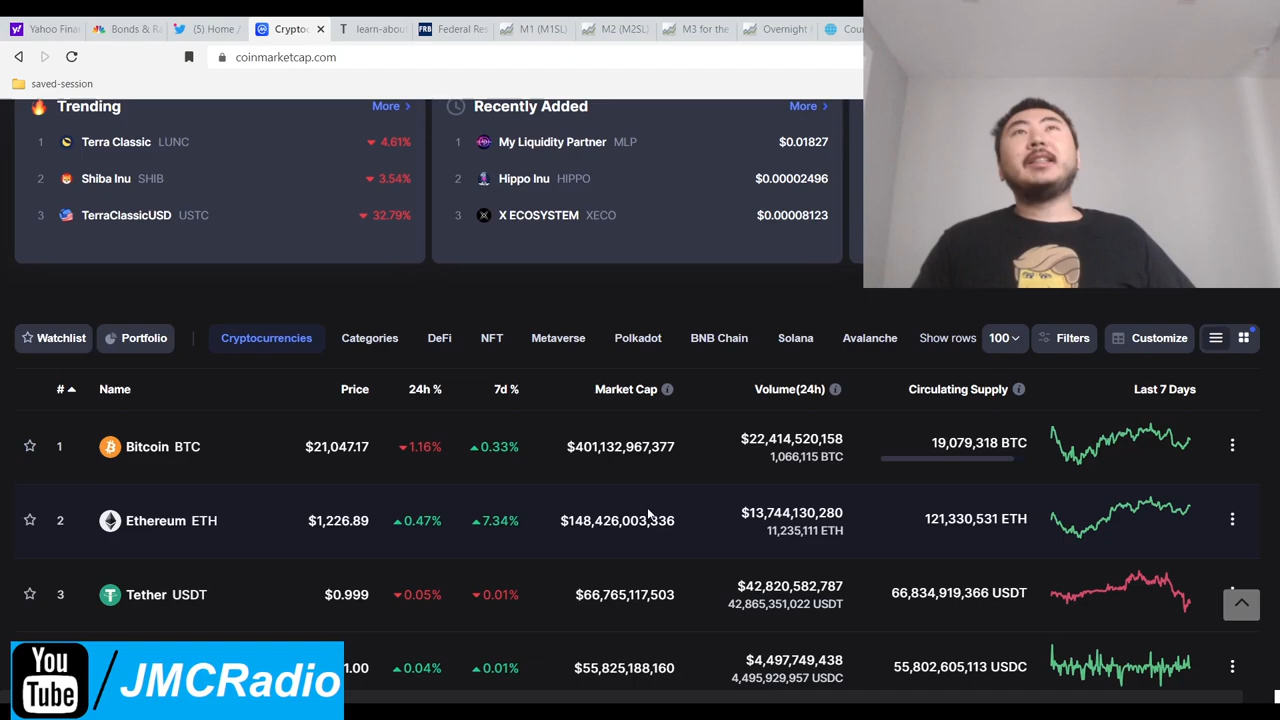 Yahoo Finan
Bonds & Ra
(5) Home /
Crypto
learn-about
Federal Res
M1 (M1SL)
M2 (M2SL)
M3 for the
Overnight
Cour
coinmarketcap.com
saved-session
Trending
More >
1 Terra Classic LUNC 4.61%
2 Shiba Inu SHIB 3.54%
3 TerraClassicUSD USTC 32.79%
Recently Added
More >
1 My Liquidity Partner MLP $0.01827
2 Hippo Inu HIPPO $0.00002496
3 X ECOSYSTEM XECO $0.00008123
Watchlist Portfolio Cryptocurrencies Categories DeFi NFT Metaverse Polkadot BNB Chain Solana Avalanche Show rows 100 Filters Customize
# Name Price 24h % 7d % Market Cap Volume(24h) Circulating Supply Last 7 Days
1 Bitcoin BTC $21,047.17 1.16% 0.33% $401,132,967,377 $22,414,520,158 19,079,318 BTC
1,066,115 BTC
2 Ethereum ETH $1,226.89 0.47% 7.34% $148,426,003,336 $13,744,130,280 121,330,531 ETH
11,235,111 ETH
3 Tether USDT $0.999 0.05% 0.01% $66,765,117,503 $42,820,582,787 66,834,919,366 USDT
42,865,351,022 USDT
1.00 0.04% 0.01% $55,825,188,160 $4,497,749,438 55,802,605,113 USDC
4,495,929,957 USDC
You
Tube
/ JMCRadio